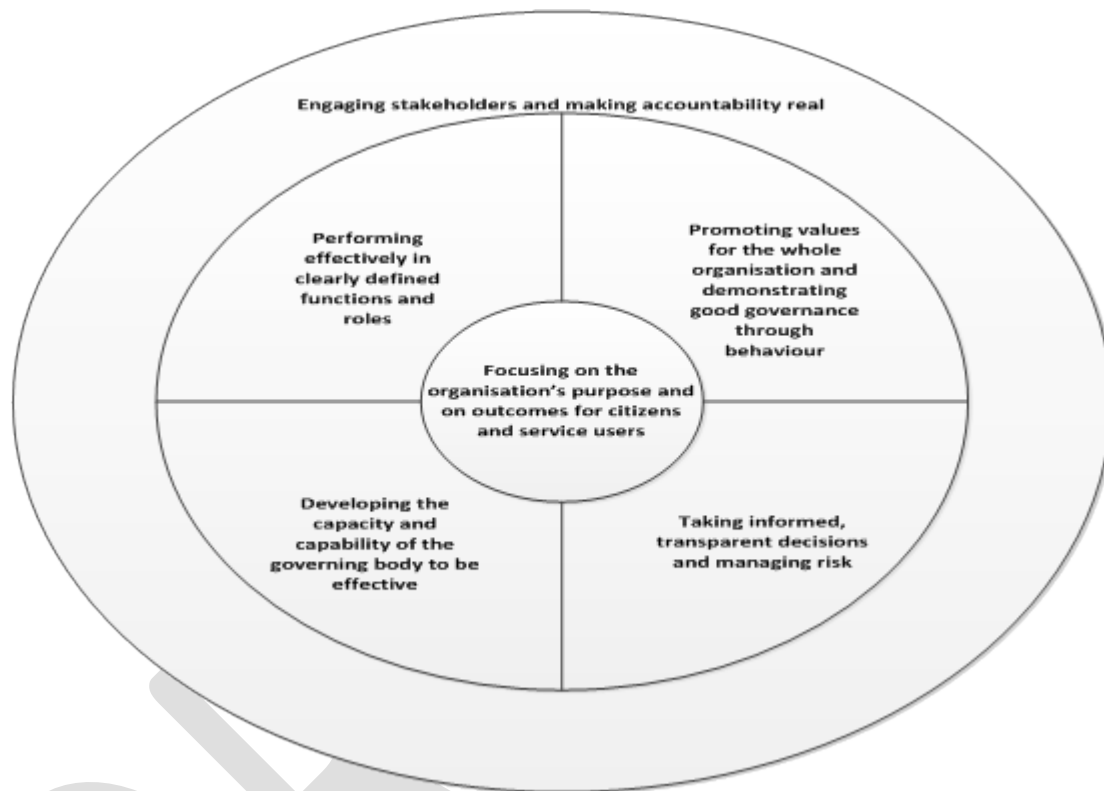 Engaging stakeholders and making accountability real
Performing
effectively in
clearly defined
functions and
roles
Promoting values
for the whole
organisation and
demonstrating
good governance
through
behaviour
Focusing on the
organisation's purpose and
on outcomes for citizens
and service users
Developing the
capacity and
capability of the
governing body to be
effective
Taking informed,
transparent decisions
and managing risk